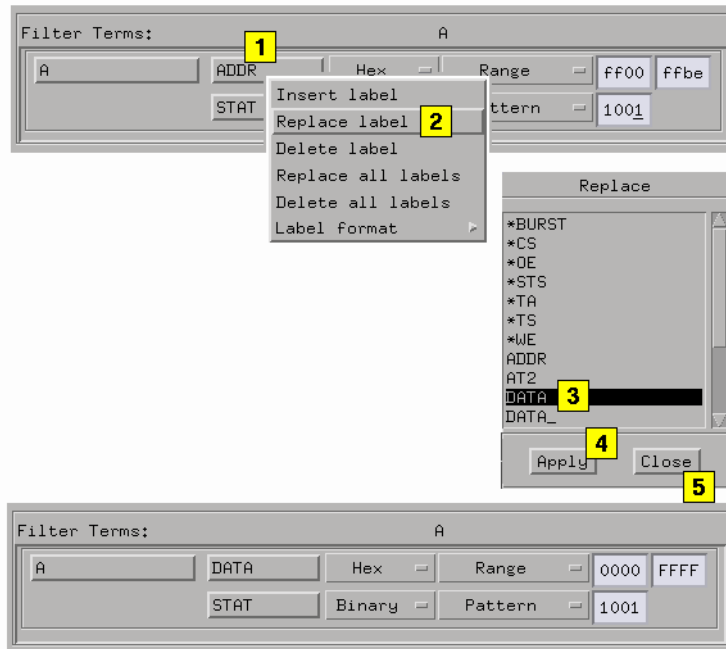 Filter Terms: A
1
A ADDR Hex Range ff00 ffbe
STAT ttern 1001
Insert label
Replace label 2
Delete label
Replace all labels
Delete all labels
Label format
Replace
*BURST
*CS
*OE
*STS
*TA
*TS
*WE
ADDR
AT2
DATA 3
DATA_
4
Apply Close
5
Filter Terms: A
A DATA Hex Range 0000 FFFF
STAT Binary Pattern 1001